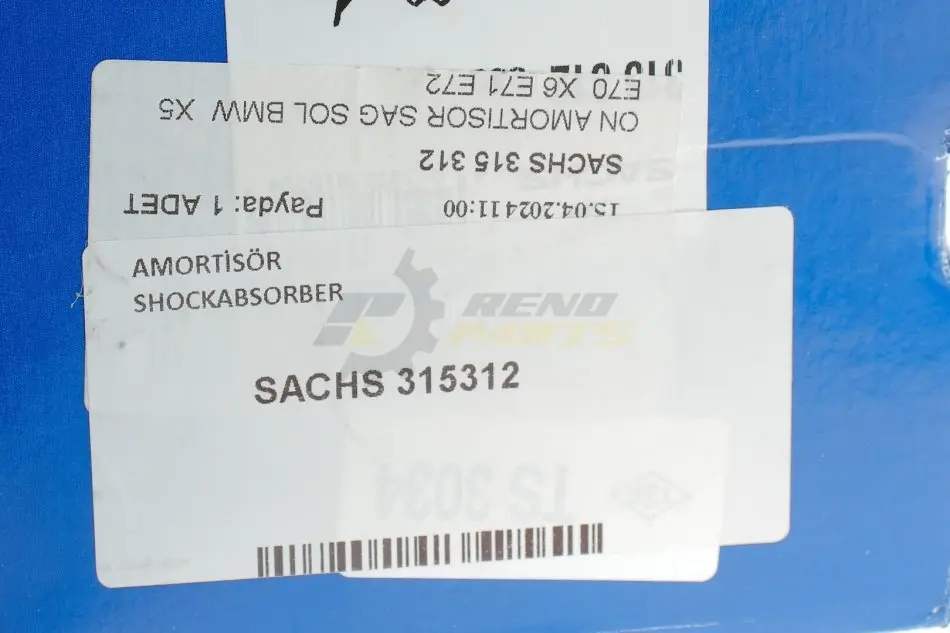 SACHS 315 312
ON AMORTISOR SAG SOL BMW X5
E70 X6 E71 E72
15.04.2024 11:00
Payda: 1 ADET
AMORTİSÖR
SHOCKABSORBER
RENO
PARTS
SACHS 315312
TS 3034